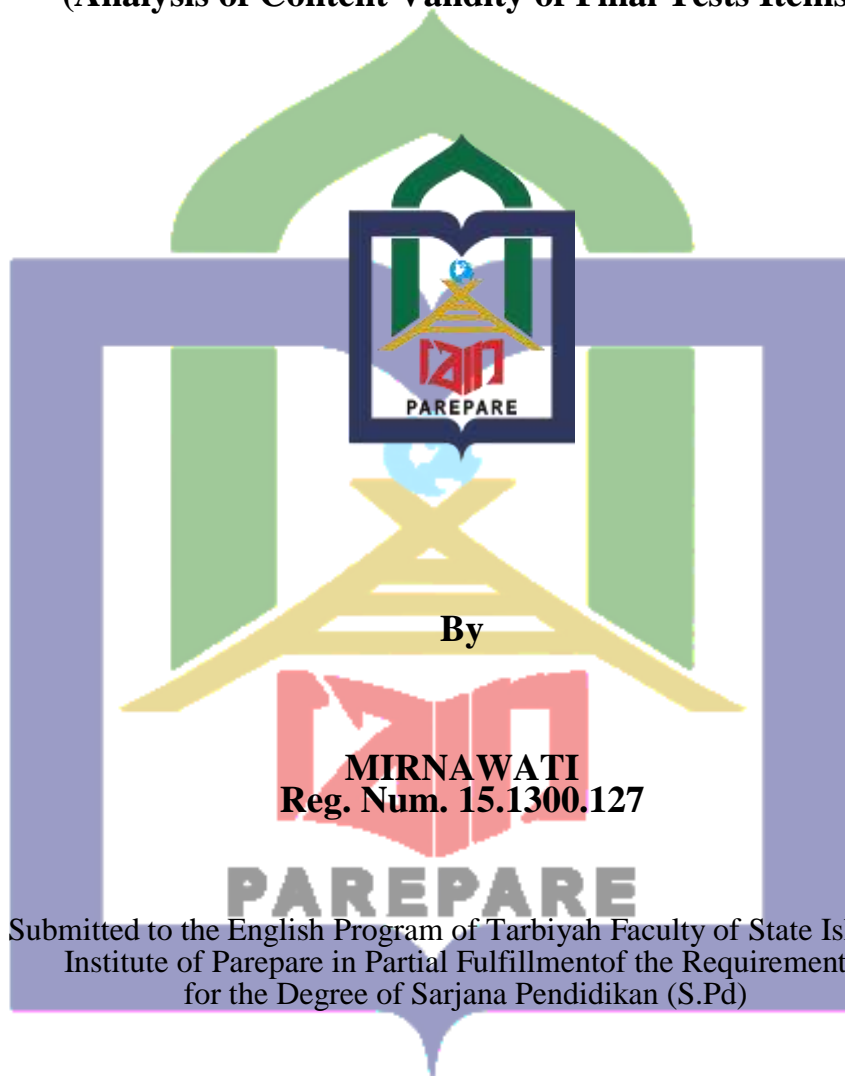 (Analysis of Content Validity of Final Tests Items
IAIN
PAREPARE
By
MIRNAWATI
Reg. Num. 15.1300.127
IAIN
PAREPARE
Submitted to the English Program of Tarbiyah Faculty of State Isl
Institute of Parepare in Partial Fulfillmentof the Requirement
for the Degree of Sarjana Pendidikan (S.Pd)